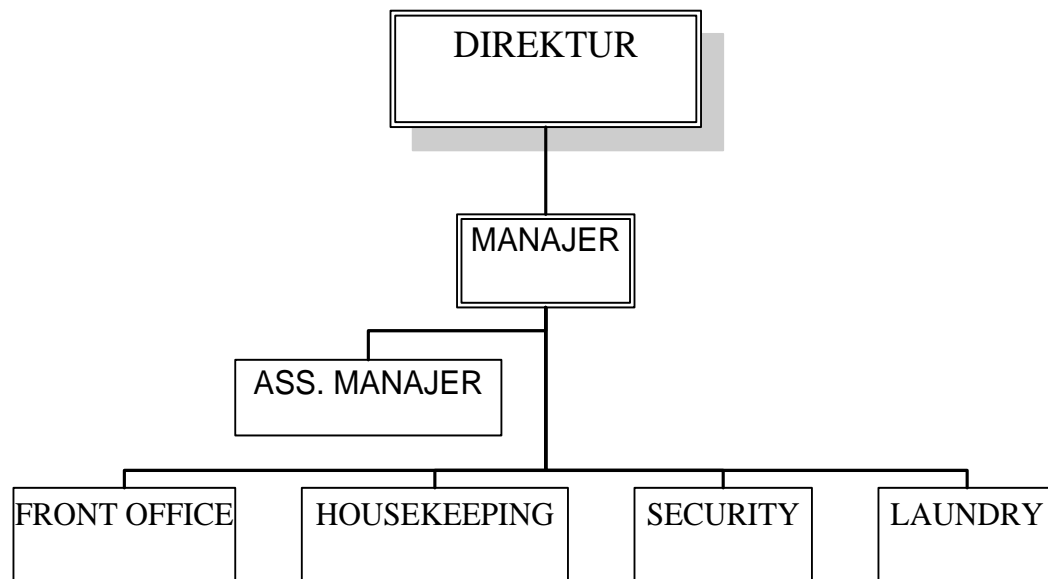 DIREKTUR
MANAJER
ASS. MANAJER
FRONT OFFICE
HOUSEKEEPING
SECURITY
LAUNDRY